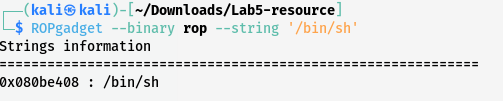 ┌──(kali㉿kali)-[~/Downloads/Lab5-resource]
└─$ ROPgadget --binary rop --string '/bin/sh'
Strings information
============================================================
0x080be408 : /bin/sh